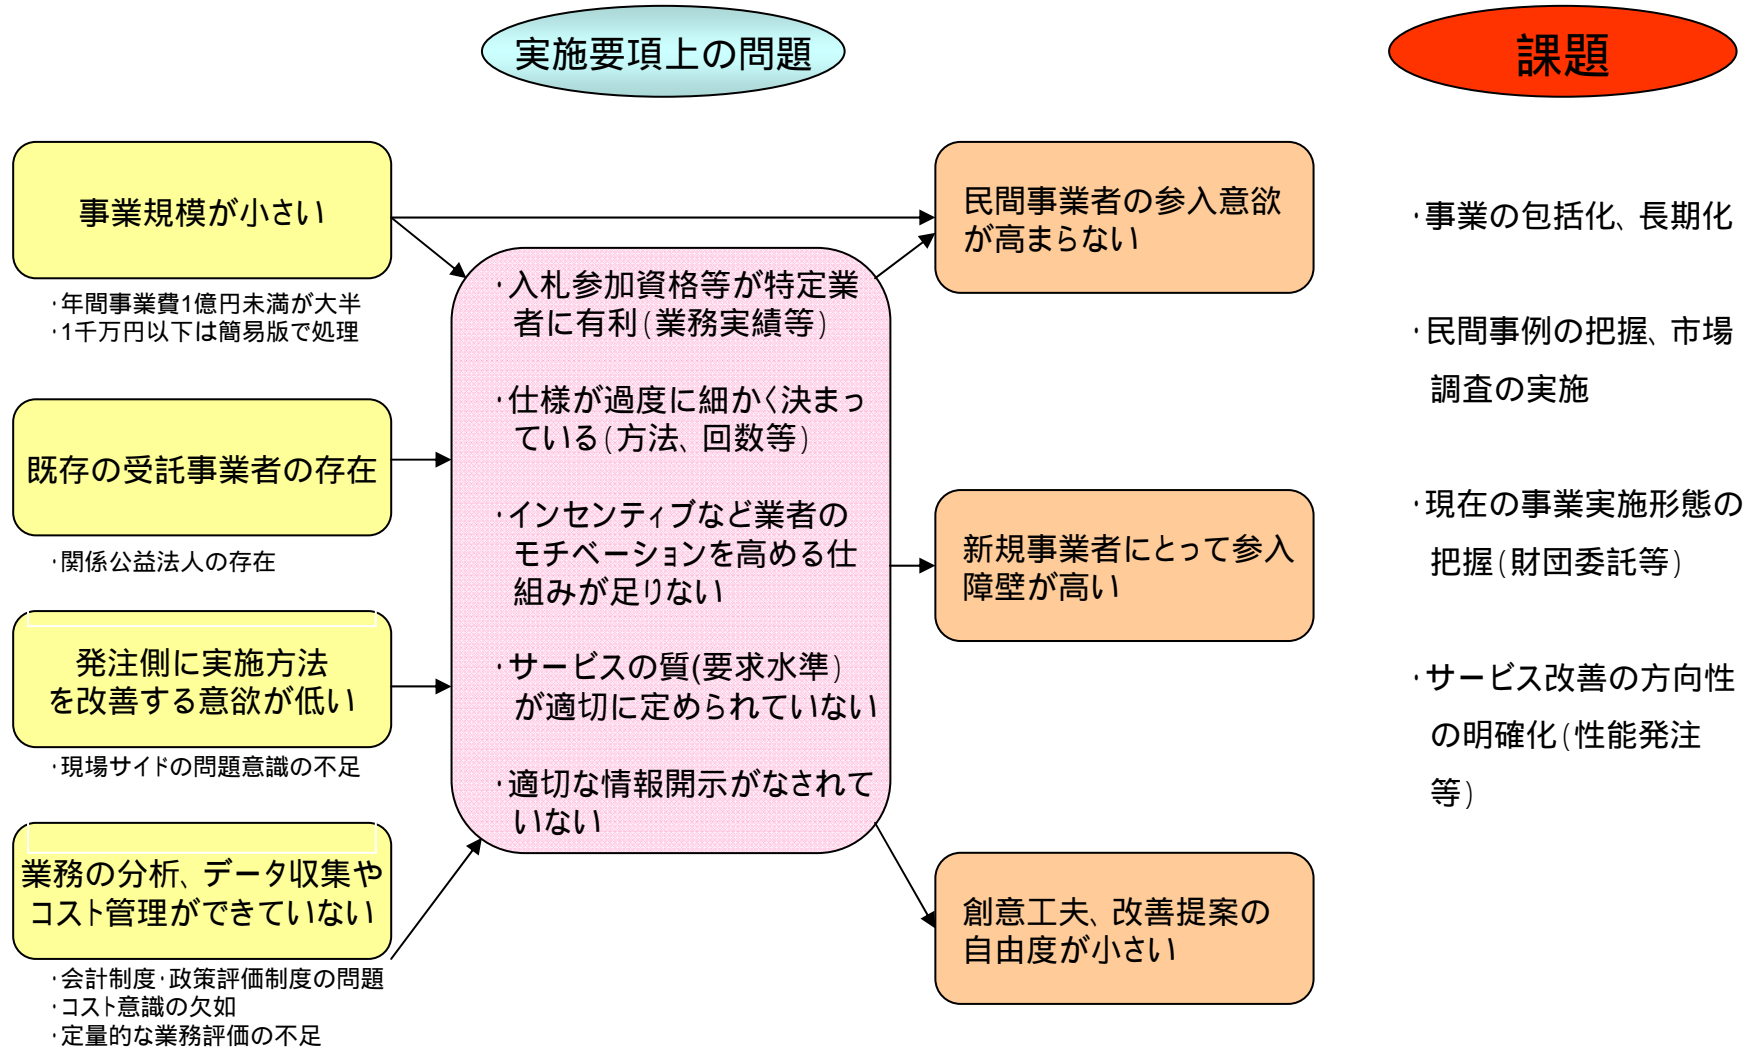 実施要項上の問題
課題
事業規模が小さい
・年間事業費1億円未満が大半
・1千万円以下は簡易版で処理
既存の受託事業者の存在
・関係公益法人の存在
発注側に実施方法
を改善する意欲が低い
・現場サイドの問題意識の不足
業務の分析、データ収集や
コスト管理ができていない
・会計制度・政策評価制度の問題
・コスト意識の欠如
・定量的な業務評価の不足
・入札参加資格等が特定業
者に有利(業務実績等)
・仕様が過度に細かく決まっ
ている(方法、回数等)
・インセンティブなど業者の
モチベーションを高める仕
組みが足りない
・サービスの質(要求水準)
が適切に定められていない
・適切な情報開示がなされて
いない
民間事業者の参入意欲
が高まらない
新規事業者にとって参入
障壁が高い
創意工夫、改善提案の
自由度が小さい
・事業の包括化、長期化
・民間事例の把握、市場
調査の実施
・現在の事業実施形態の
把握(財団委託等)
・サービス改善の方向性
の明確化(性能発注
等)